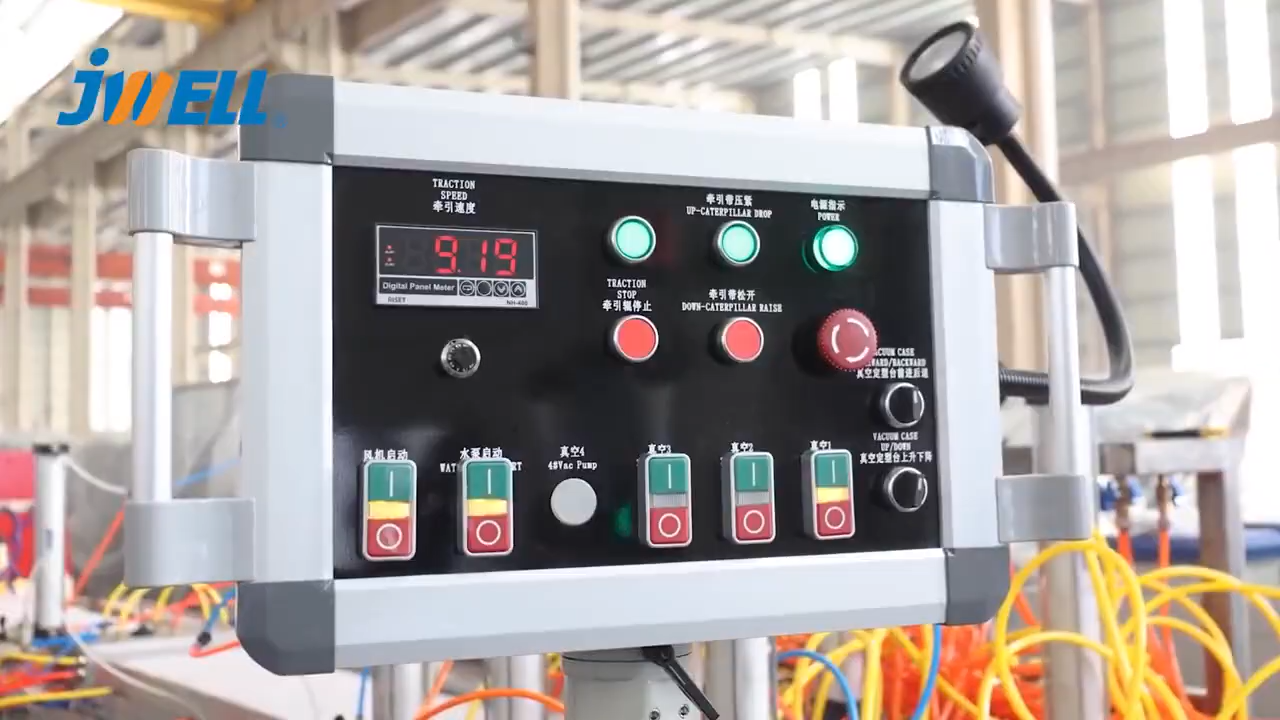 JWELL
TRACTION
SPEED
牵引速度
9.19
Digital Panel Meter
NH-400
TRACTION
STOP
牵引辊停止
牵引带压紧
UP-CATERPILLAR DROP
牵引带松开
DOWN-CATERPILLAR RAISE
电源指示
POWER
CASE
/BACKWARD
真空定型台前进后退
VACUUM CASE
UP/DOWN
真空定型台上升下降
风机启动
水泵启动
真空4
4#Vac Pump
真空3
真空2
真空1